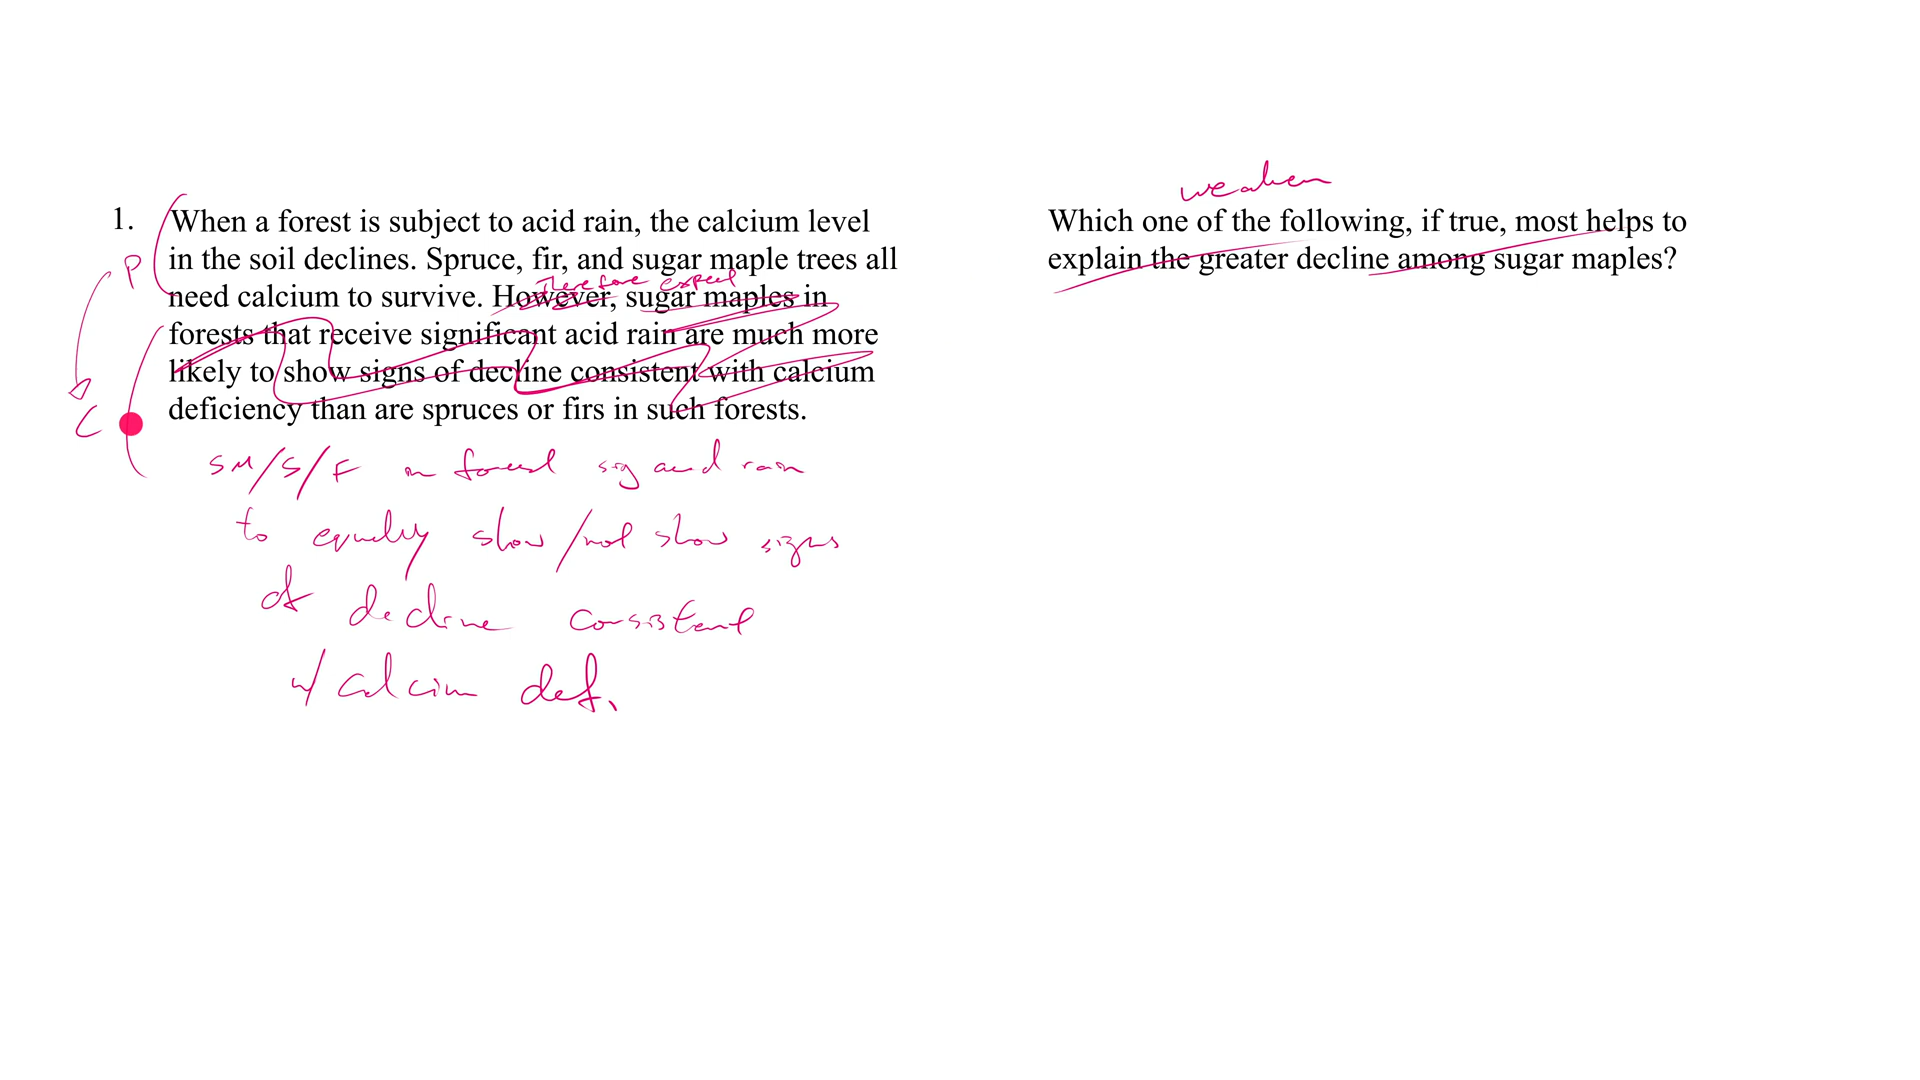 weaken
1. When a forest is subject to acid rain, the calcium level
in the soil declines. Spruce, fir, and sugar maple trees all
need calcium to survive. However, sugar maples in
therefore expect
forests that receive significant acid rain are much more
likely to show signs of decline consistent with calcium
deficiency than are spruces or firs in such forests.
P
C
SM/S/F in forest sig acid rain
to equally show/not show signs
of decline consistent
w/ calcium def.
Which one of the following, if true, most helps to
explain the greater decline among sugar maples?